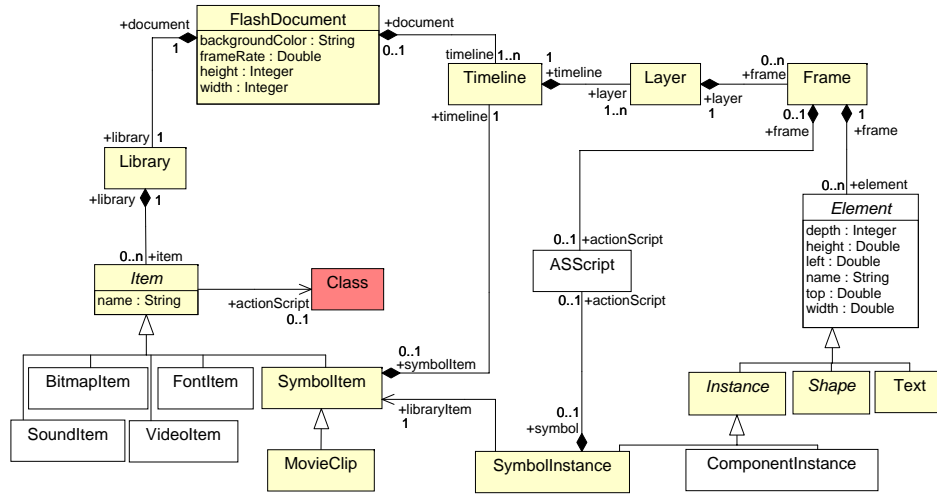 FlashDocument
backgroundColor : String
frameRate : Double
height : Integer
width : Integer
+document
1
+document
0..1
timeline
1..n
Timeline
1
+timeline
+timeline
1
+layer
1..n
Layer
+layer
1
0..n
+frame
Frame
0..1
+frame
1
+frame
+library 1
Library
+library 1
0..n +item
Item
name : String
+actionScript
0..1
Class
0..1 +actionScript
ASScript
0..1 +actionScript
0..n +element
Element
depth : Integer
height : Double
left : Double
name : String
top : Double
width : Double
BitmapItem
FontItem
SymbolItem
0..1
+symbolItem
+libraryItem
1
SoundItem
VideoItem
MovieClip
0..1
+symbol
SymbolInstance
Instance
Shape
Text
ComponentInstance